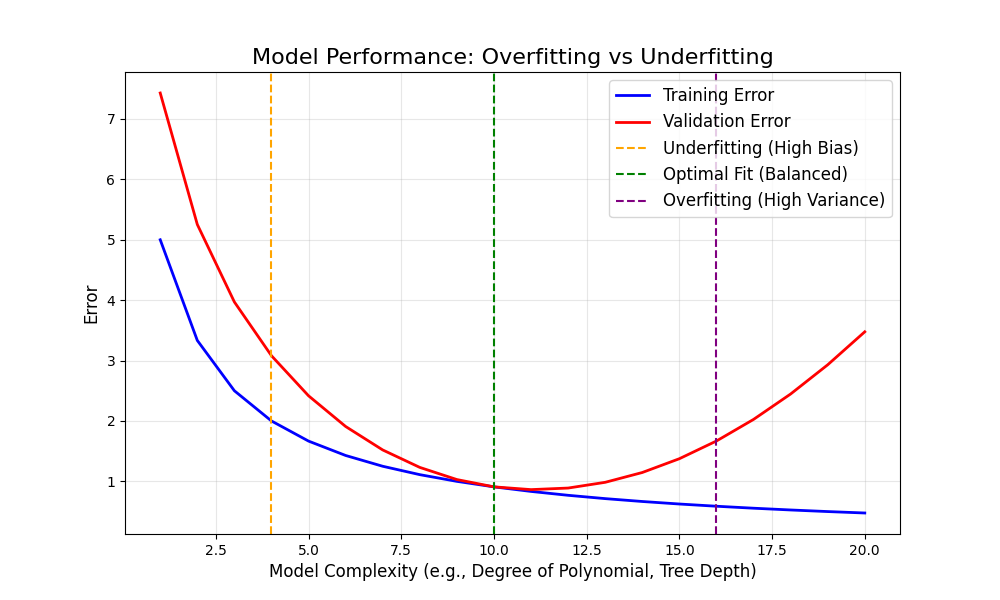 Model Performance: Overfitting vs Underfitting
Training Error
Validation Error
Underfitting (High Bias)
Optimal Fit (Balanced)
Overfitting (High Variance)
Error
7
6
5
4
3
2
1
2.5 5.0 7.5 10.0 12.5 15.0 17.5 20.0
Model Complexity (e.g., Degree of Polynomial, Tree Depth)